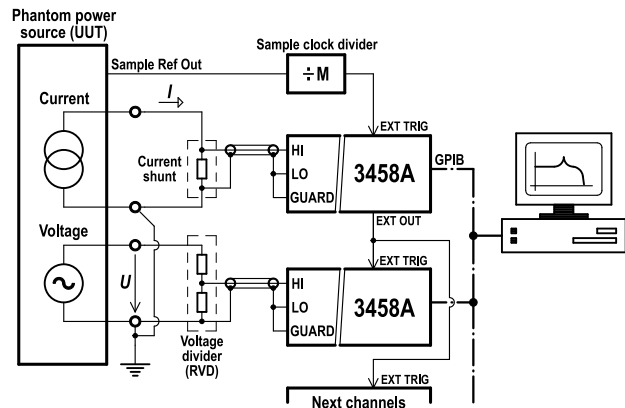 Phantom power
source (UUT)
Sample clock divider
Sample Ref Out
÷M
Current
I
EXT TRIG
Current
shunt
HI
LO
GUARD
3458A
GPIB
EXT OUT
Voltage
U
EXT TRIG
HI
LO
GUARD
3458A
Voltage
divider
(RVD)
EXT TRIG
Next channels